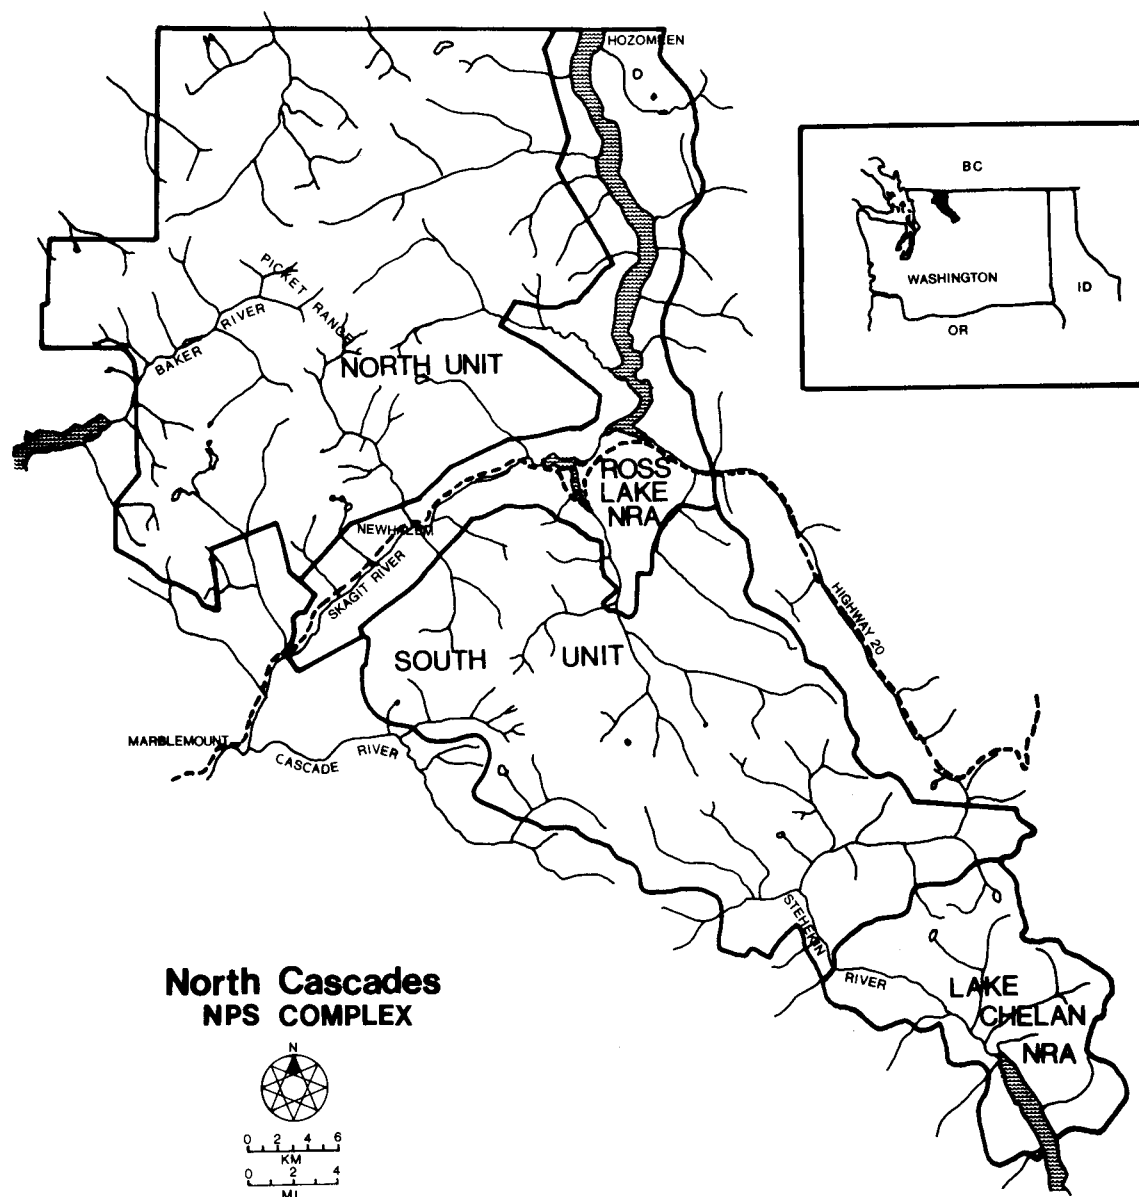 HOZOMEEN
BC
WASHINGTON
ID
OR
PICKET RANGE
BAKER RIVER
NORTH UNIT
ROSS
LAKE
NRA
NEWHALEM
SKAGIT RIVER
HIGHWAY 20
SOUTH UNIT
MARBLEMOUNT
CASCADE RIVER
STEHEKIN RIVER
LAKE
CHELAN
NRA
North Cascades
NPS COMPLEX
N
0 2 4 6
KM
0 2 4
MI